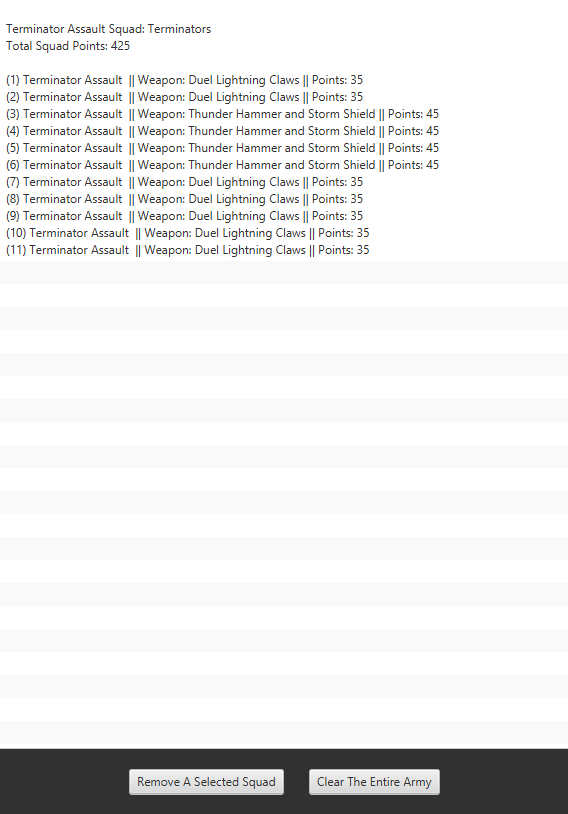 Terminator Assault Squad: Terminators
Total Squad Points: 425
(1) Terminator Assault || Weapon: Duel Lightning Claws || Points: 35
(2) Terminator Assault || Weapon: Duel Lightning Claws || Points: 35
(3) Terminator Assault || Weapon: Thunder Hammer and Storm Shield || Points: 45
(4) Terminator Assault || Weapon: Thunder Hammer and Storm Shield || Points: 45
(5) Terminator Assault || Weapon: Thunder Hammer and Storm Shield || Points: 45
(6) Terminator Assault || Weapon: Thunder Hammer and Storm Shield || Points: 45
(7) Terminator Assault || Weapon: Duel Lightning Claws || Points: 35
(8) Terminator Assault || Weapon: Duel Lightning Claws || Points: 35
(9) Terminator Assault || Weapon: Duel Lightning Claws || Points: 35
(10) Terminator Assault || Weapon: Duel Lightning Claws || Points: 35
(11) Terminator Assault || Weapon: Duel Lightning Claws || Points: 35
Remove A Selected Squad
Clear The Entire Army